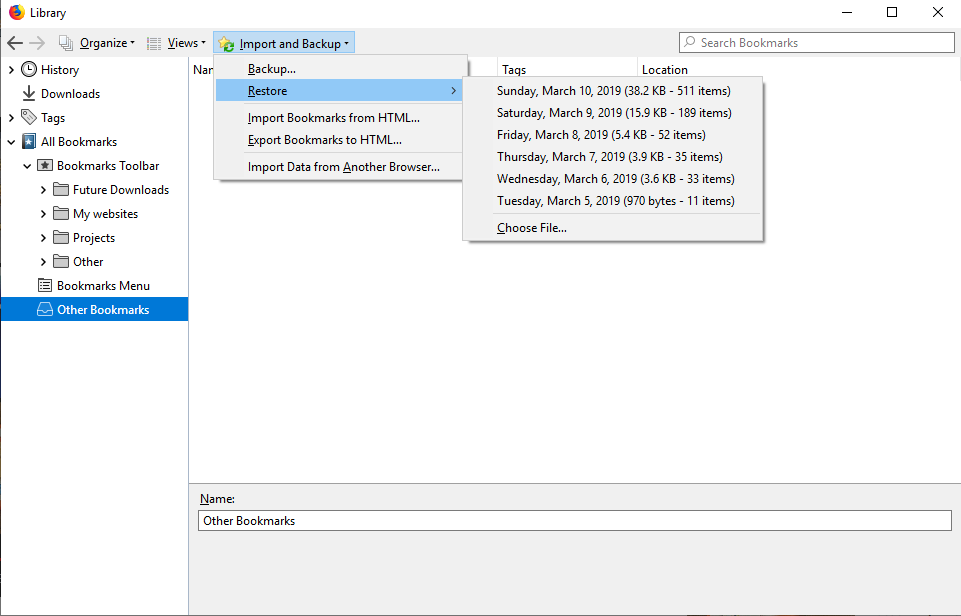 Library
Organize Views Import and Backup Search Bookmarks
History
Downloads
Tags
All Bookmarks
Bookmarks Toolbar
Future Downloads
My websites
Projects
Other
Bookmarks Menu
Other Bookmarks
Tags Location
Backup...
Restore
Import Bookmarks from HTML...
Export Bookmarks to HTML...
Import Data from Another Browser...
Sunday, March 10, 2019 (38.2 KB - 511 items)
Saturday, March 9, 2019 (15.9 KB - 189 items)
Friday, March 8, 2019 (5.4 KB - 52 items)
Thursday, March 7, 2019 (3.9 KB - 35 items)
Wednesday, March 6, 2019 (3.6 KB - 33 items)
Tuesday, March 5, 2019 (970 bytes - 11 items)
Choose File...
Name:
Other Bookmarks